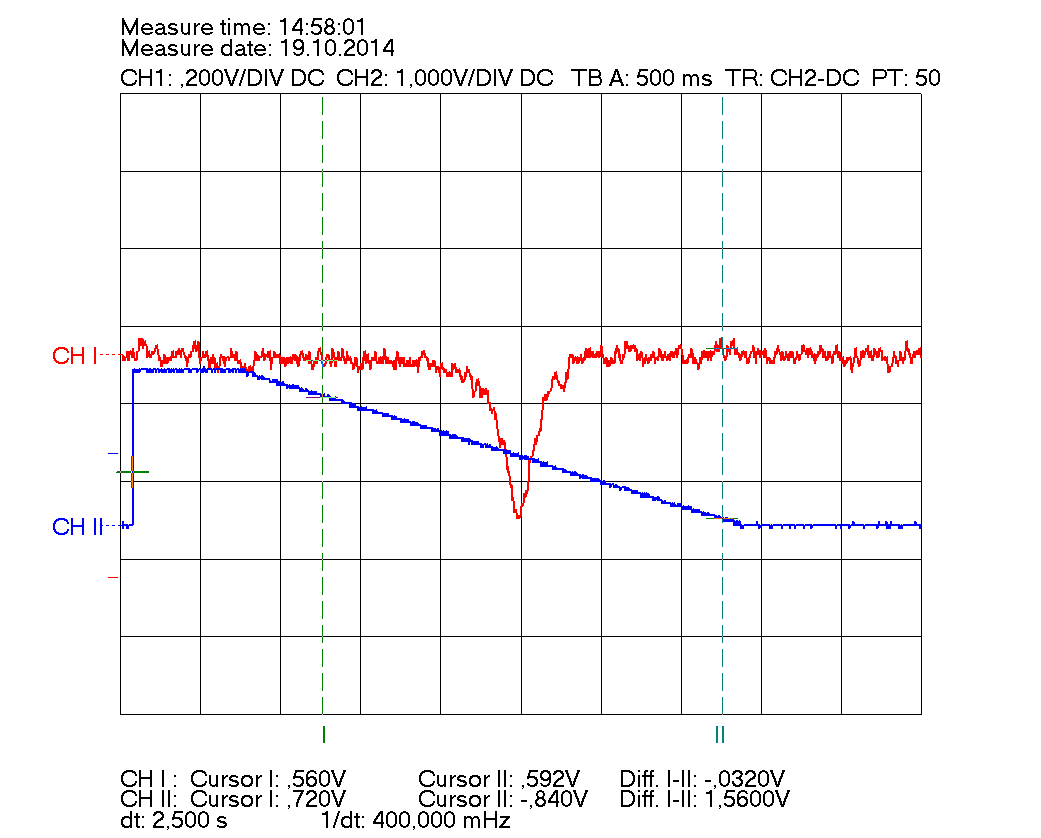 Measure time: 14:58:01
Measure date: 19.10.2014
CH1: ,200V/DIV DC CH2: 1,000V/DIV DC TB A: 500 ms TR: CH2-DC PT: 50
CH I
CH II
I II
CH I : Cursor I: ,560V Cursor II: ,592V Diff. I-II: -,0320V
CH II: Cursor I: ,720V Cursor II: -,840V Diff. I-II: 1,5600V
dt: 2,500 s 1/dt: 400,000 mHz